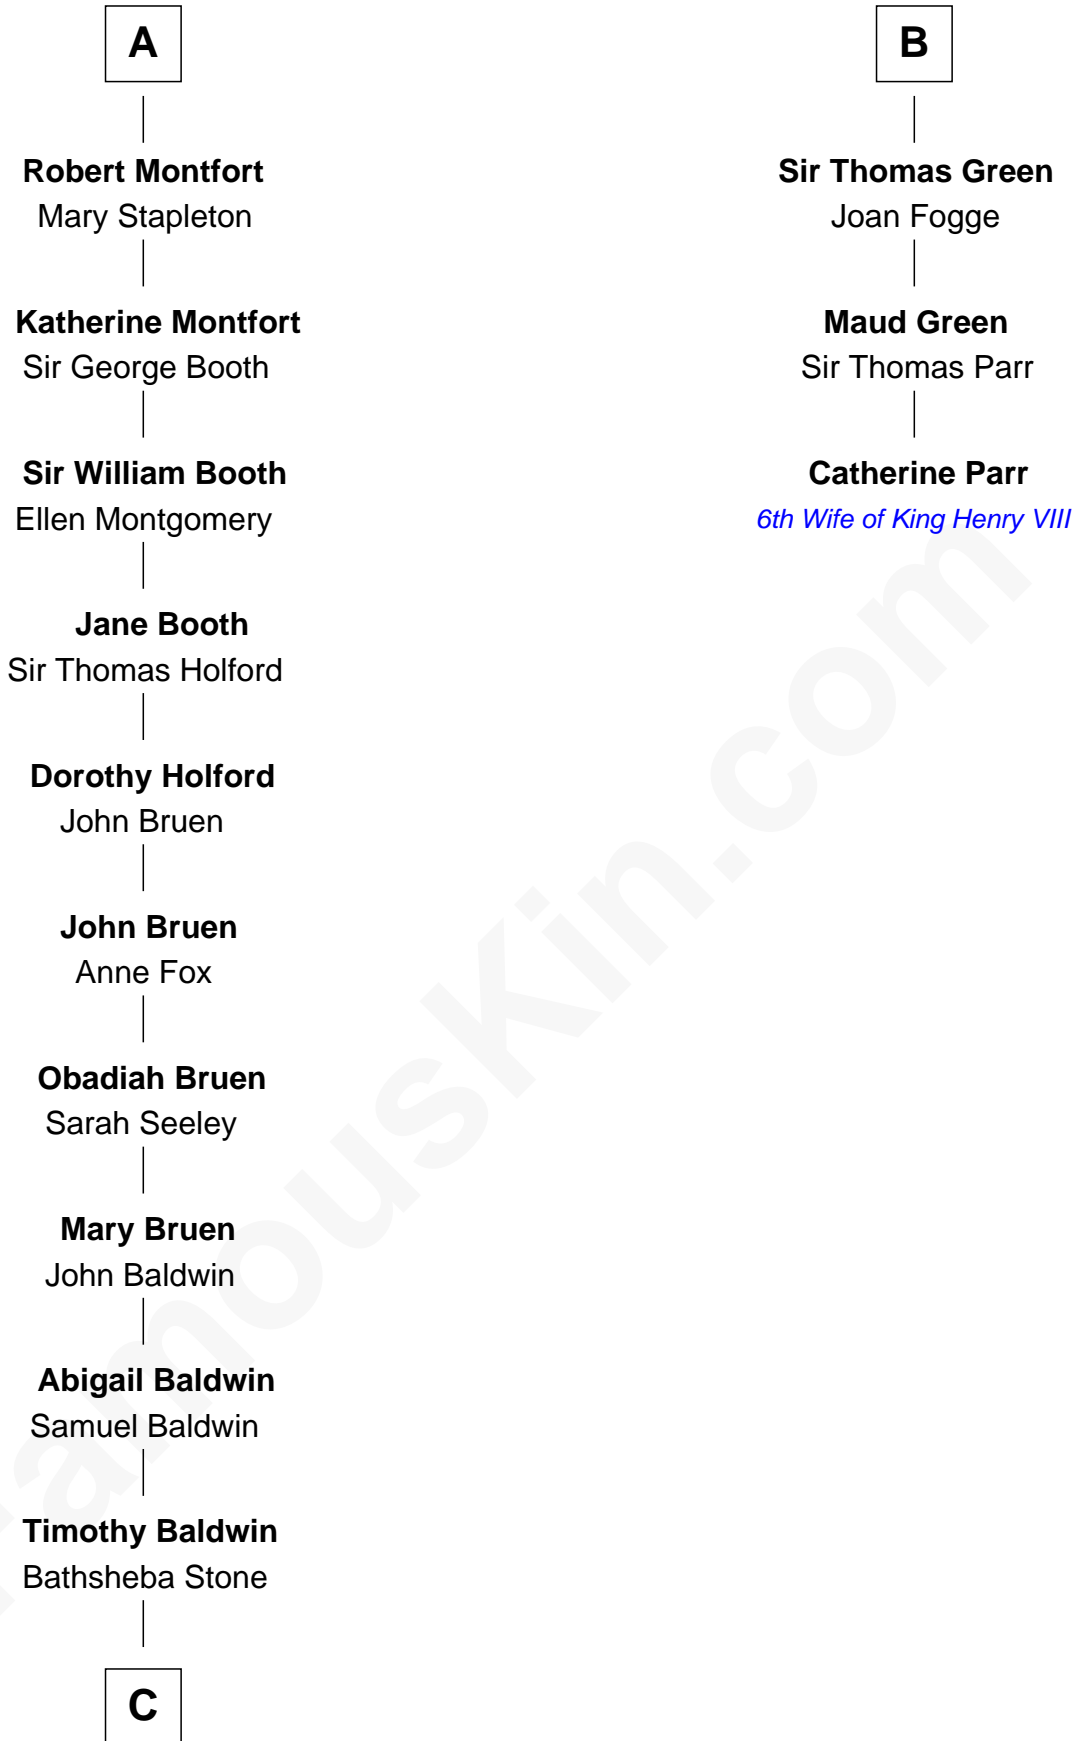 A
Robert Montfort
Mary Stapleton
Katherine Montfort
Sir George Booth
Sir William Booth
Ellen Montgomery
Jane Booth
Sir Thomas Holford
Dorothy Holford
John Bruen
John Bruen
Anne Fox
Obadiah Bruen
Sarah Seeley
Mary Bruen
John Baldwin
Abigail Baldwin
Samuel Baldwin
Timothy Baldwin
Bathsheba Stone
C
B
Sir Thomas Green
Joan Fogge
Maud Green
Sir Thomas Parr
Catherine Parr
6th Wife of King Henry VIII
FamousKin.com